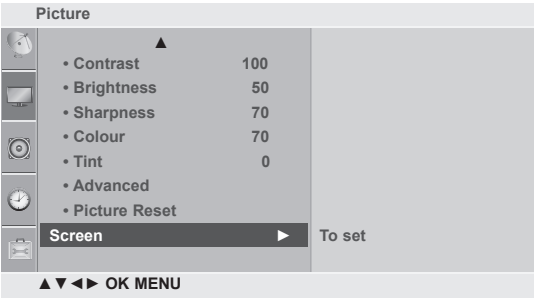 Picture
▲
• Contrast 100
• Brightness 50
• Sharpness 70
• Colour 70
• Tint 0
• Advanced
• Picture Reset
Screen ► To set
▲▼◄► OK MENU